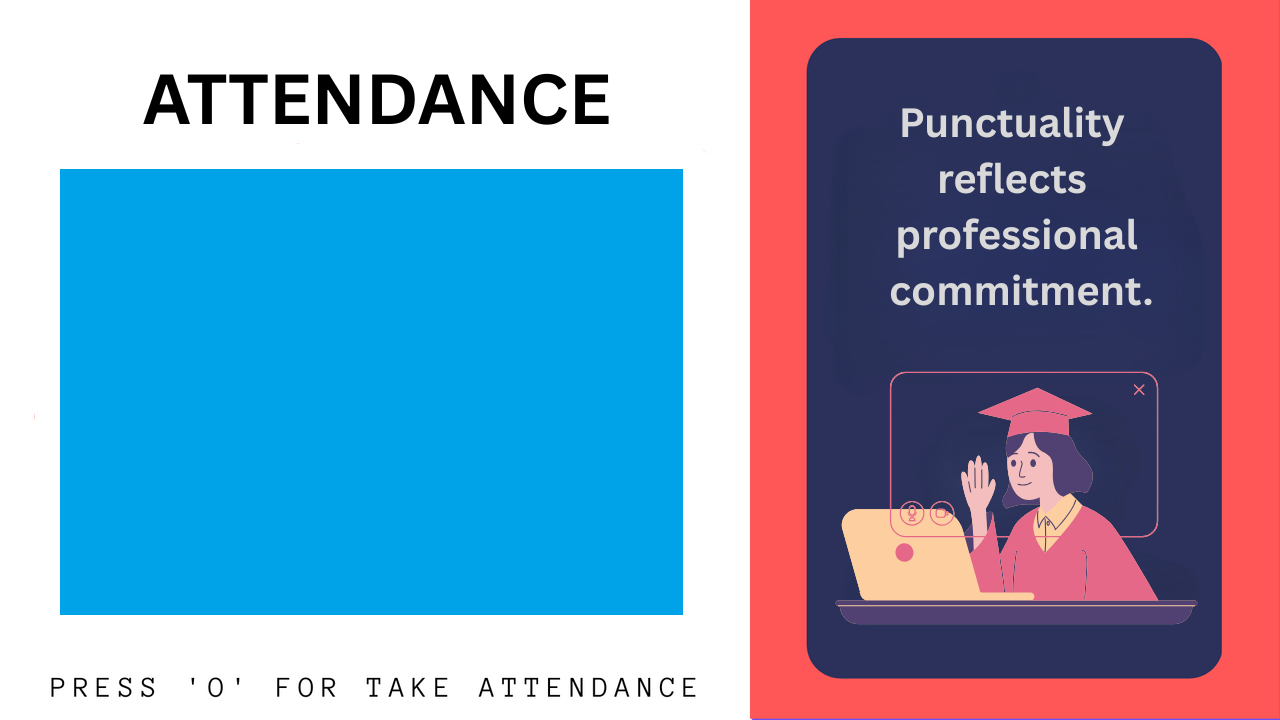 ATTENDANCE
PRESS 'O' FOR TAKE ATTENDANCE
Punctuality
reflects
professional
commitment.